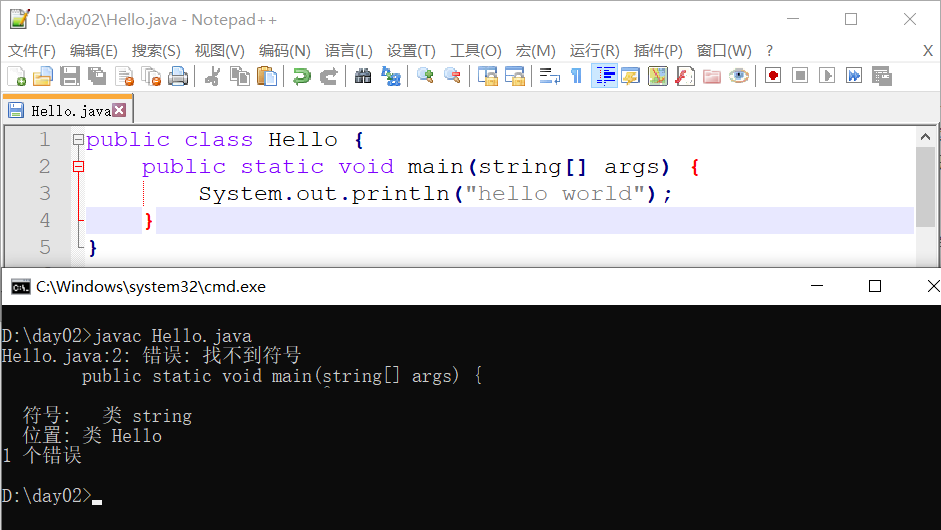 D:\day02\Hello.java - Notepad++
文件(F) 编辑(E) 搜索(S) 视图(V) 编码(N) 语言(L) 设置(T) 工具(O) 宏(M) 运行(R) 插件(P) 窗口(W) ? X
Hello.java
1 public class Hello {
2 public static void main(string[] args) {
3 System.out.println("hello world");
4 }
5 }
C:\Windows\system32\cmd.exe
D:\day02>javac Hello.java
Hello.java:2: 错误: 找不到符号
public static void main(string[] args) {
符号: 类 string
位置: 类 Hello
1 个错误
D:\day02>